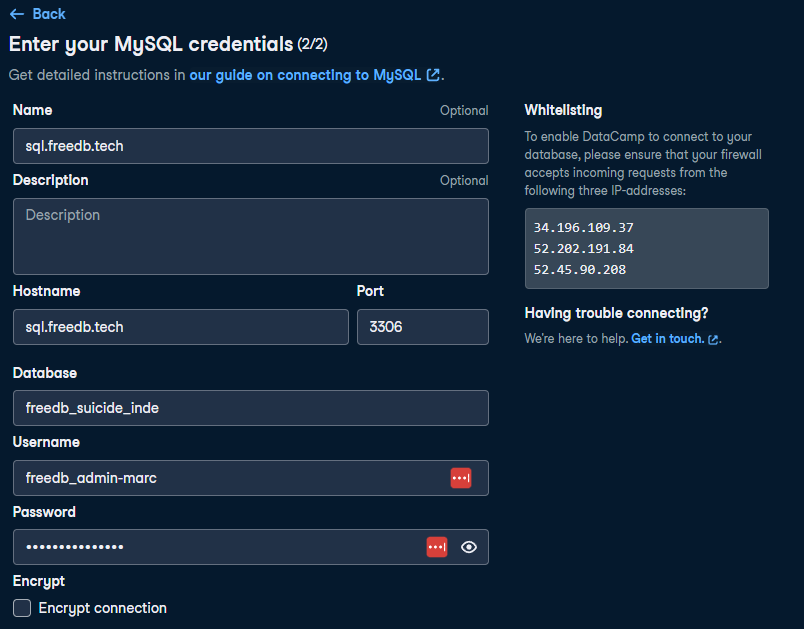 Back
Enter your MySQL credentials (2/2)
Get detailed instructions in our guide on connecting to MySQL.
Name Optional
sql.freedb.tech
Description Optional
Description
Hostname Port
sql.freedb.tech 3306
Database
freedb_suicide_inde
Username
freedb_admin-marc
Password
•••••••••••••••
Encrypt
Encrypt connection
Whitelisting
To enable DataCamp to connect to your
database, please ensure that your firewall
accepts incoming requests from the
following three IP-addresses:
34.196.109.37
52.202.191.84
52.45.90.208
Having trouble connecting?
We're here to help. Get in touch.